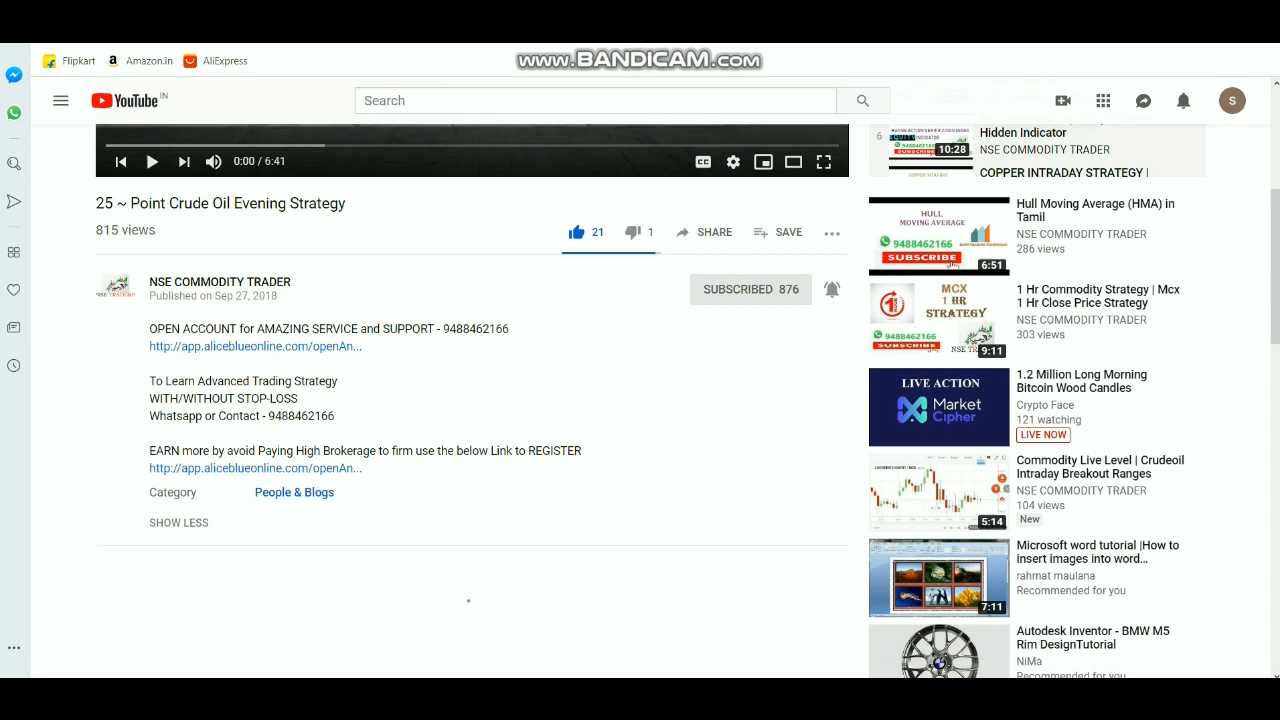 Flipkart
Amazon.in
AliExpress
www.BANDICAM.com
YouTube IN
Search
S
0:00 / 6:41
CC
25 ~ Point Crude Oil Evening Strategy
815 views
21
1
SHARE
SAVE
NSE COMMODITY TRADER
Published on Sep 27, 2018
SUBSCRIBED 876
OPEN ACCOUNT for AMAZING SERVICE and SUPPORT - 9488462166
http://app.aliceblueonline.com/openAn...
To Learn Advanced Trading Strategy
WITH/WITHOUT STOP-LOSS
Whatsapp or Contact - 9488462166
EARN more by avoid Paying High Brokerage to firm use the below Link to REGISTER
http://app.aliceblueonline.com/openAn...
Category
People & Blogs
SHOW LESS
6
10:28
Hidden Indicator
NSE COMMODITY TRADER
COPPER INTRADAY STRATEGY |
HULL
MOVING AVERAGE
9488462166
SUBSCRIBE
6:51
Hull Moving Average (HMA) in
Tamil
NSE COMMODITY TRADER
286 views
MCX
1 HR
STRATEGY
9488462166
SUBSCRIBE
9:11
1 Hr Commodity Strategy | Mcx
1 Hr Close Price Strategy
NSE COMMODITY TRADER
303 views
LIVE ACTION
Market
Cipher
1.2 Million Long Morning
Bitcoin Wood Candles
Crypto Face
121 watching
LIVE NOW
5:14
Commodity Live Level | Crudeoil
Intraday Breakout Ranges
NSE COMMODITY TRADER
104 views
New
7:11
Microsoft word tutorial |How to
insert images into word...
rahmat maulana
Recommended for you
Autodesk Inventor - BMW M5
Rim DesignTutorial
NiMa
Recommended for you